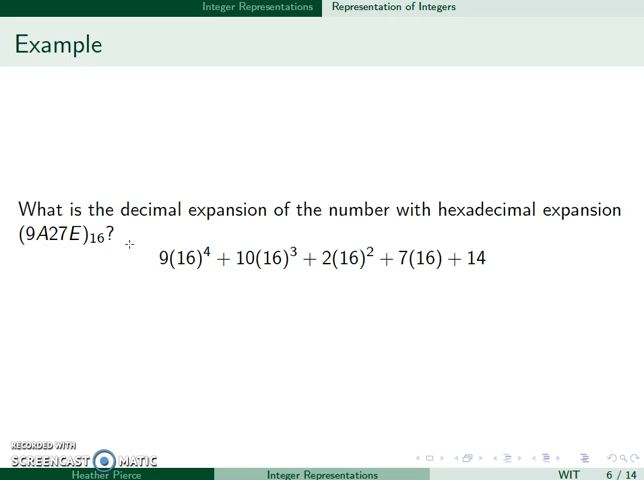 Integer Representations Representation of Integers
Example
What is the decimal expansion of the number with hexadecimal expansion
(9A27E)₁₆?
9(16)⁴ + 10(16)³ + 2(16)² + 7(16) + 14
RECORDED WITH
SCREENCAST MATIC
Heather Pierce Integer Representations WIT 6 / 14